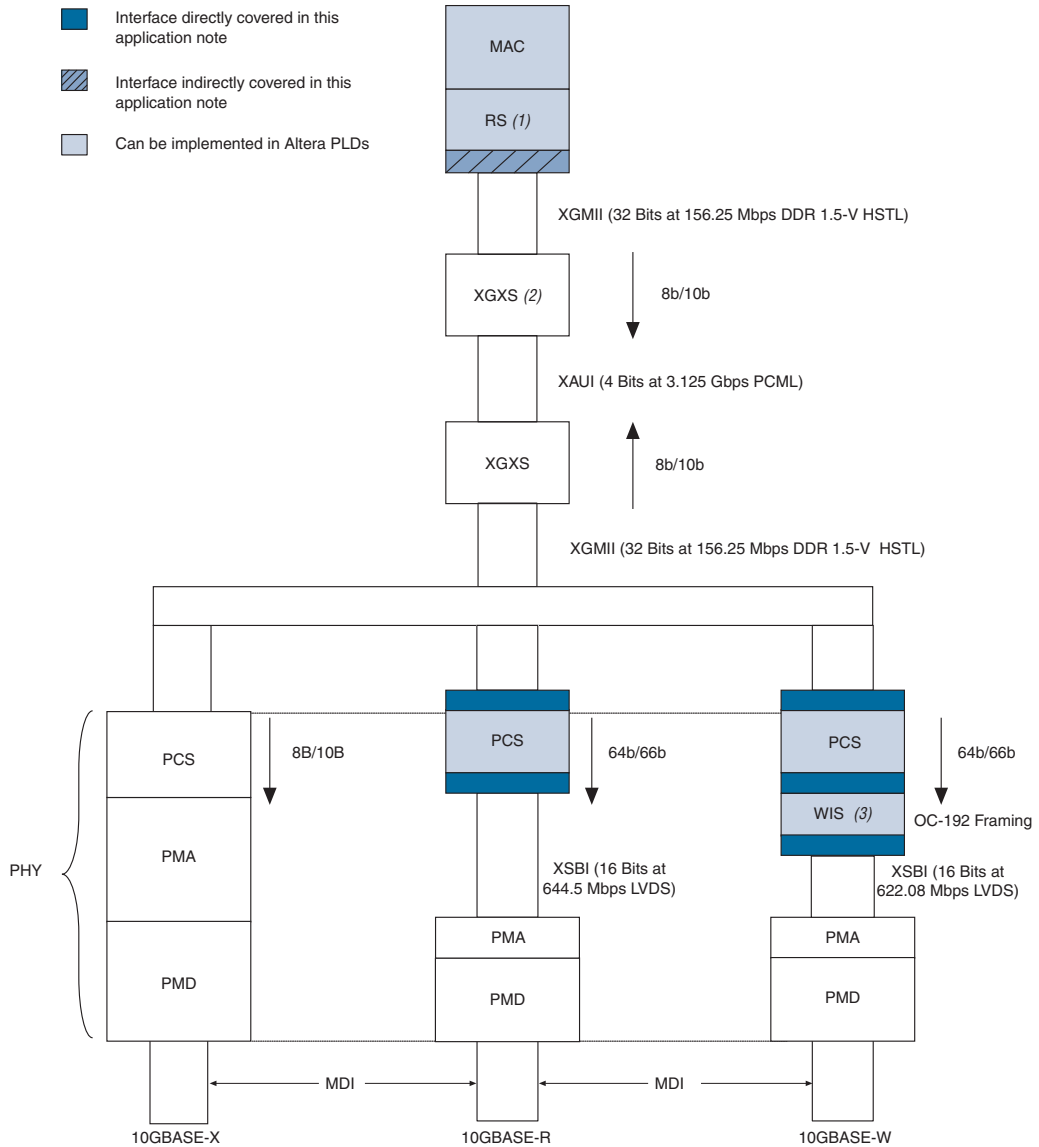 Interface directly covered in this
application note
Interface indirectly covered in this
application note
Can be implemented in Altera PLDs
MAC
RS (1)
XGMII (32 Bits at 156.25 Mbps DDR 1.5-V HSTL)
XGXS (2)
8b/10b
XAUI (4 Bits at 3.125 Gbps PCML)
XGXS
8b/10b
XGMII (32 Bits at 156.25 Mbps DDR 1.5-V HSTL)
PHY
PCS
8B/10B
PMA
PMD
PCS
64b/66b
XSBI (16 Bits at
644.5 Mbps LVDS)
PMA
PMD
PCS
64b/66b
WIS (3)
OC-192 Framing
XSBI (16 Bits at
622.08 Mbps LVDS)
PMA
PMD
MDI
MDI
10GBASE-X
10GBASE-R
10GBASE-W